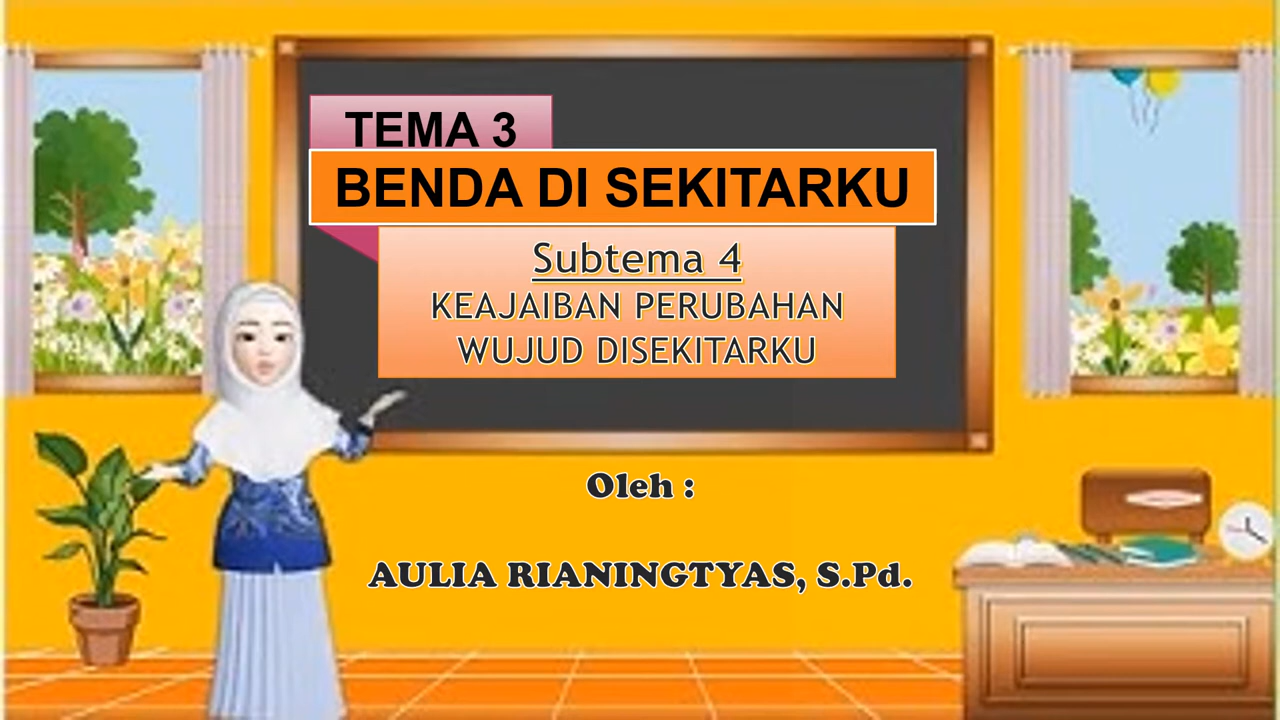 TEMA 3
BENDA DI SEKITARKU
Subtema 4
KEAJAIBAN PERUBAHAN
WUJUD DISEKITARKU
Oleh :
AULIA RIANINGTYAS, S.Pd.